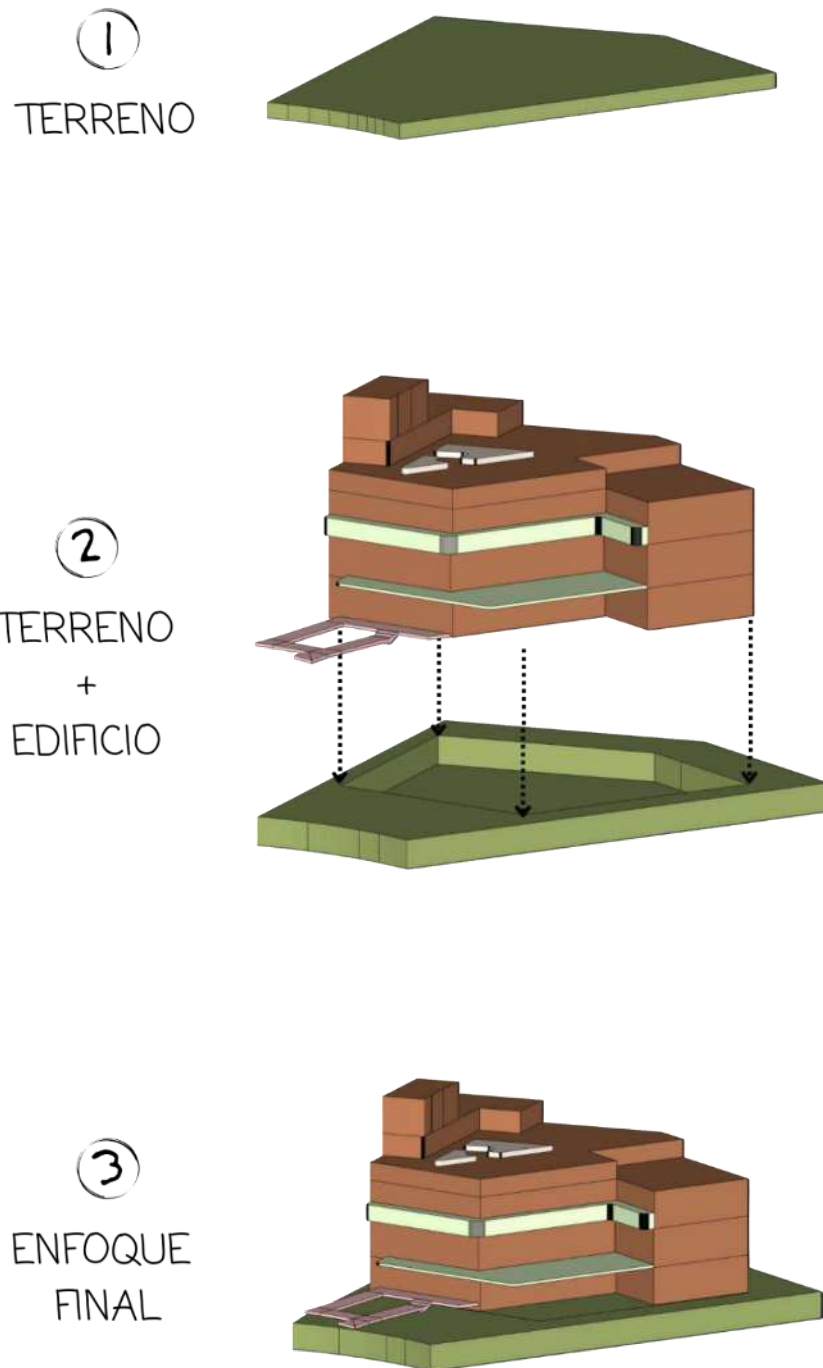 1
TERRENO
2
TERRENO
+
EDIFICIO
3
ENFOQUE
FINAL